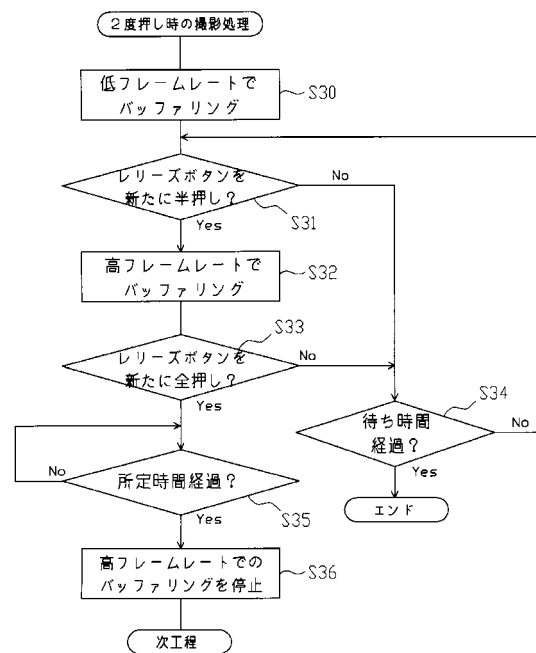 2度押し時の撮影処理
低フレームレートで
バッファリング
S30
レリーズボタンを
新たに半押し?
No
S31
Yes
高フレームレートで
バッファリング
S32
S33
レリーズボタンを
新たに全押し?
No
Yes
S34
待ち時間
経過?
No
Yes
エンド
No
所定時間経過?
S35
Yes
高フレームレートでの
バッファリングを停止
S36
次工程